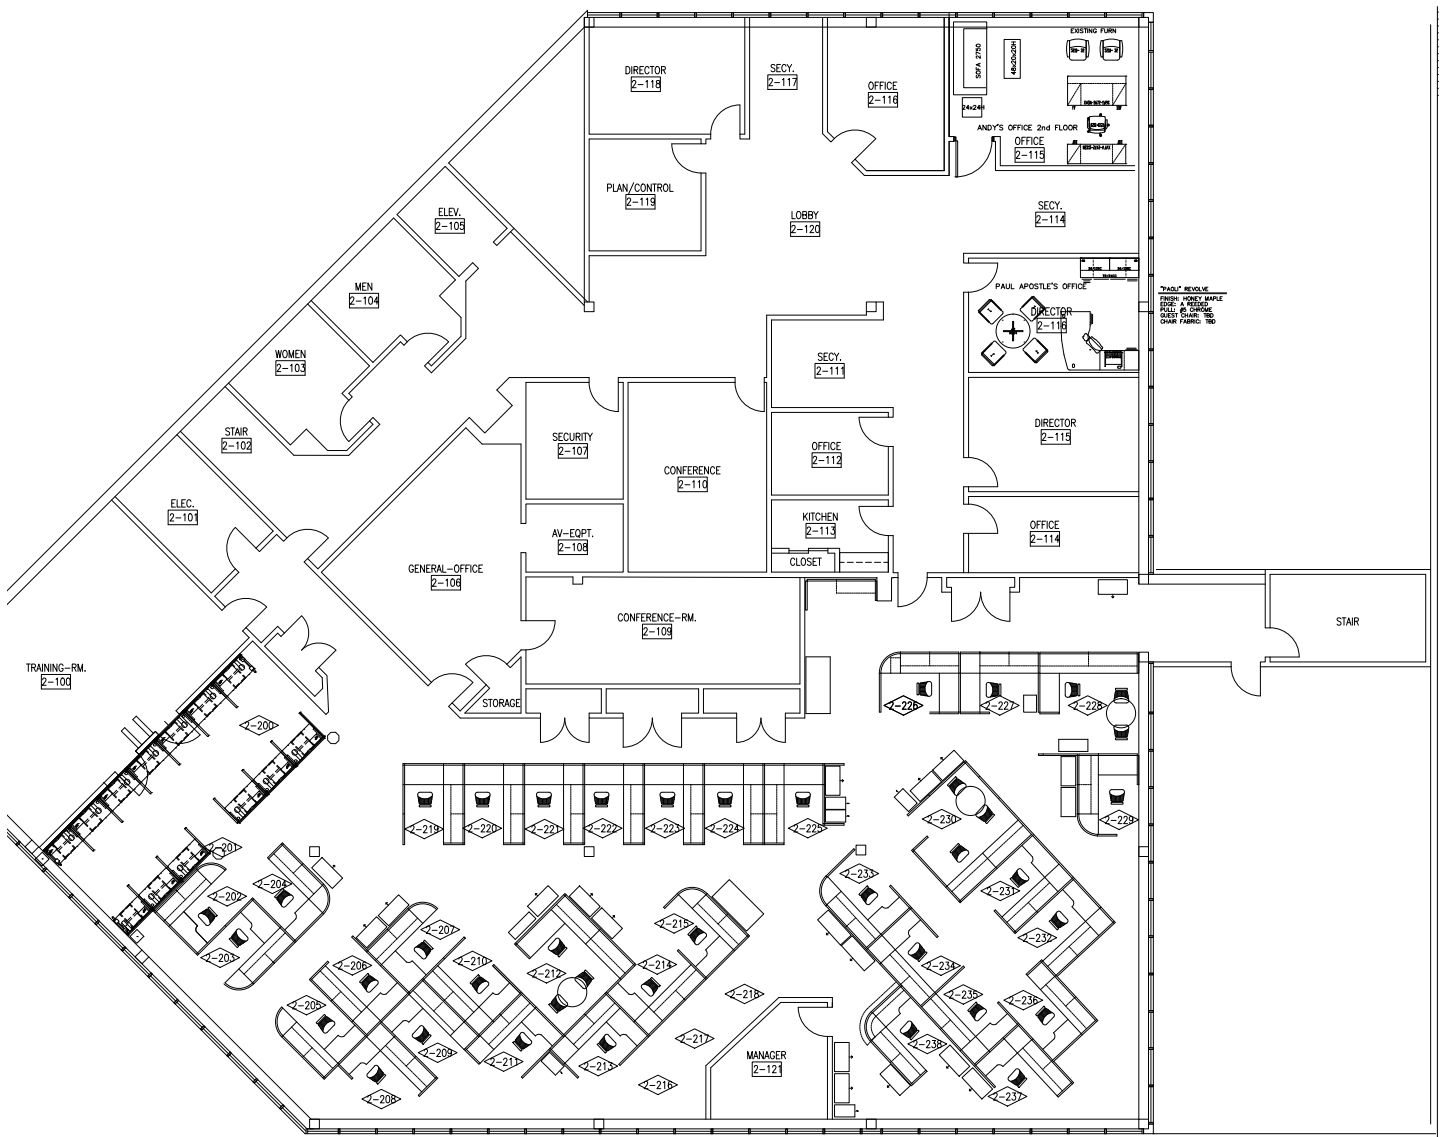 DIRECTOR
2-118
SECY.
2-117
OFFICE
2-116
SOFA 2750
48x20x20H
24x24H
EXISTING FURN
ANDY'S OFFICE 2nd FLOOR
OFFICE
2-115
PLAN/CONTROL
2-119
ELEV.
2-105
LOBBY
2-120
SECY.
2-114
MEN
2-104
PAUL APOSTLE'S OFFICE
DIRECTOR
2-116
"PAOLI" REVOLVE
FINISH: HONEY MAPLE
EDGE: A REEDED
PULL: #5 CHROME
GUEST CHAIR: TBD
CHAIR FABRIC: TBD
WOMEN
2-103
SECY.
2-111
STAIR
2-102
SECURITY
2-107
CONFERENCE
2-110
OFFICE
2-112
DIRECTOR
2-115
ELEC.
2-101
AV-EQPT.
2-108
KITCHEN
2-113
CLOSET
OFFICE
2-114
GENERAL-OFFICE
2-106
CONFERENCE-RM.
2-109
STAIR
TRAINING-RM.
2-100
STORAGE
2-200
2-226
2-227
2-228
2-219
2-220
2-221
2-222
2-223
2-224
2-225
2-230
2-229
2-201
2-202
2-204
2-203
2-233
2-231
2-207
2-215
2-232
2-206
2-210
2-212
2-214
2-234
2-205
2-218
2-235
2-236
2-209
2-211
2-213
2-217
2-238
MANAGER
2-121
2-208
2-216
2-237